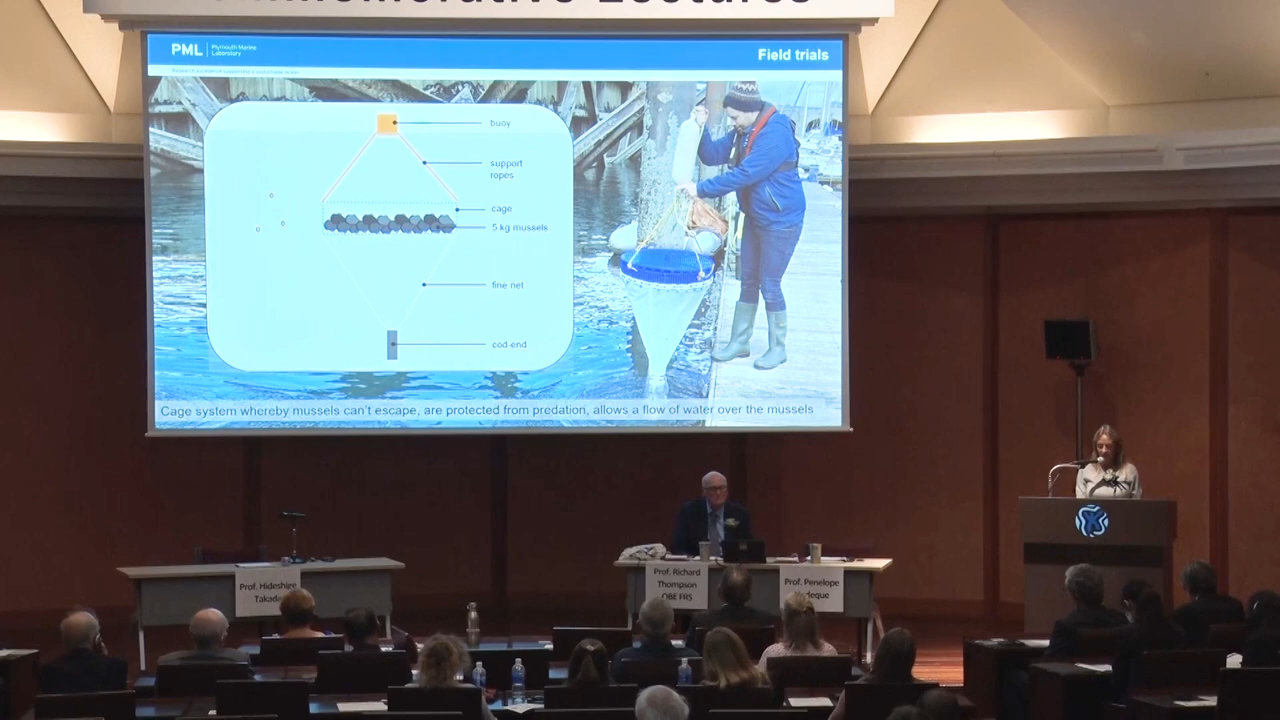 Commemorative Lectures
PML
Plymouth Marine
Laboratory
Field trials
buoy
support
ropes
cage
5 kg mussels
fine net
cod-end
Cage system whereby mussels can't escape, are protected from predation, allows a flow of water over the mussels
Prof. Hideshige
Prof. Richard
Thompson
OBE FRS
Prof. Penelope